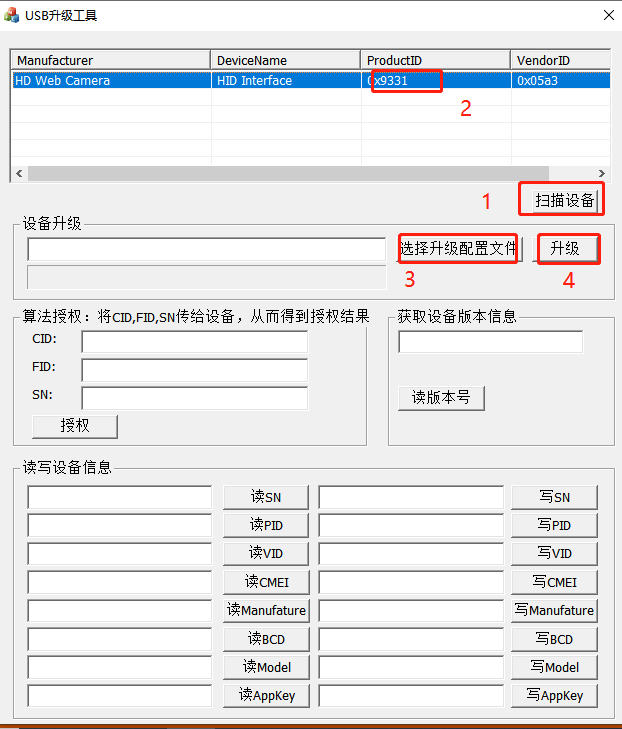 USB升级工具
Manufacturer DeviceName ProductID VendorID
HD Web Camera HID Interface 0x9331 0x05a3
2
1 扫描设备
设备升级
选择升级配置文件 升级
3 4
算法授权：将CID,FID,SN传给设备，从而得到授权结果 获取设备版本信息
CID:
FID:
SN: 读版本号
授权
读写设备信息
读SN 写SN
读PID 写PID
读VID 写VID
读CMEI 写CMEI
读Manufature 写Manufature
读BCD 写BCD
读Model 写Model
读AppKey 写AppKey